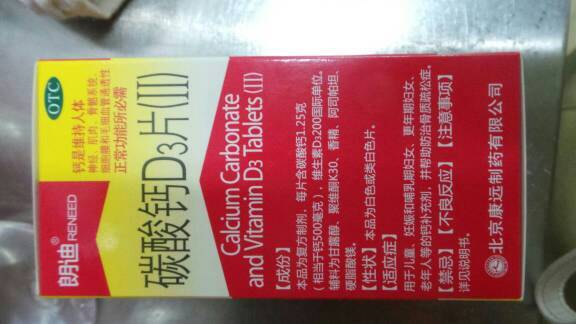 OTC
钙是维持人体
神经、肌肉、骨骼系统、
细胞膜和毛细血管通透性
正常功能所必需
朗迪 RENEED
碳酸钙D3片(II)
Calcium Carbonate
and Vitamin D3 Tablets (II)
【成份】
本品为复方制剂，每片含碳酸钙1.25克
(相当于钙500毫克)，维生素D3 200国际单位。
辅料为甘露醇、聚维酮K30、香精、阿司帕坦、
硬脂酸镁。
【性状】本品为白色或类白色片。
【适应症】
用于儿童、妊娠和哺乳期妇女、更年期妇女、
老年人等的钙补充剂，并帮助防治骨质疏松症。
【禁忌】【不良反应】【注意事项】
详见说明书。
北京康远制药有限公司